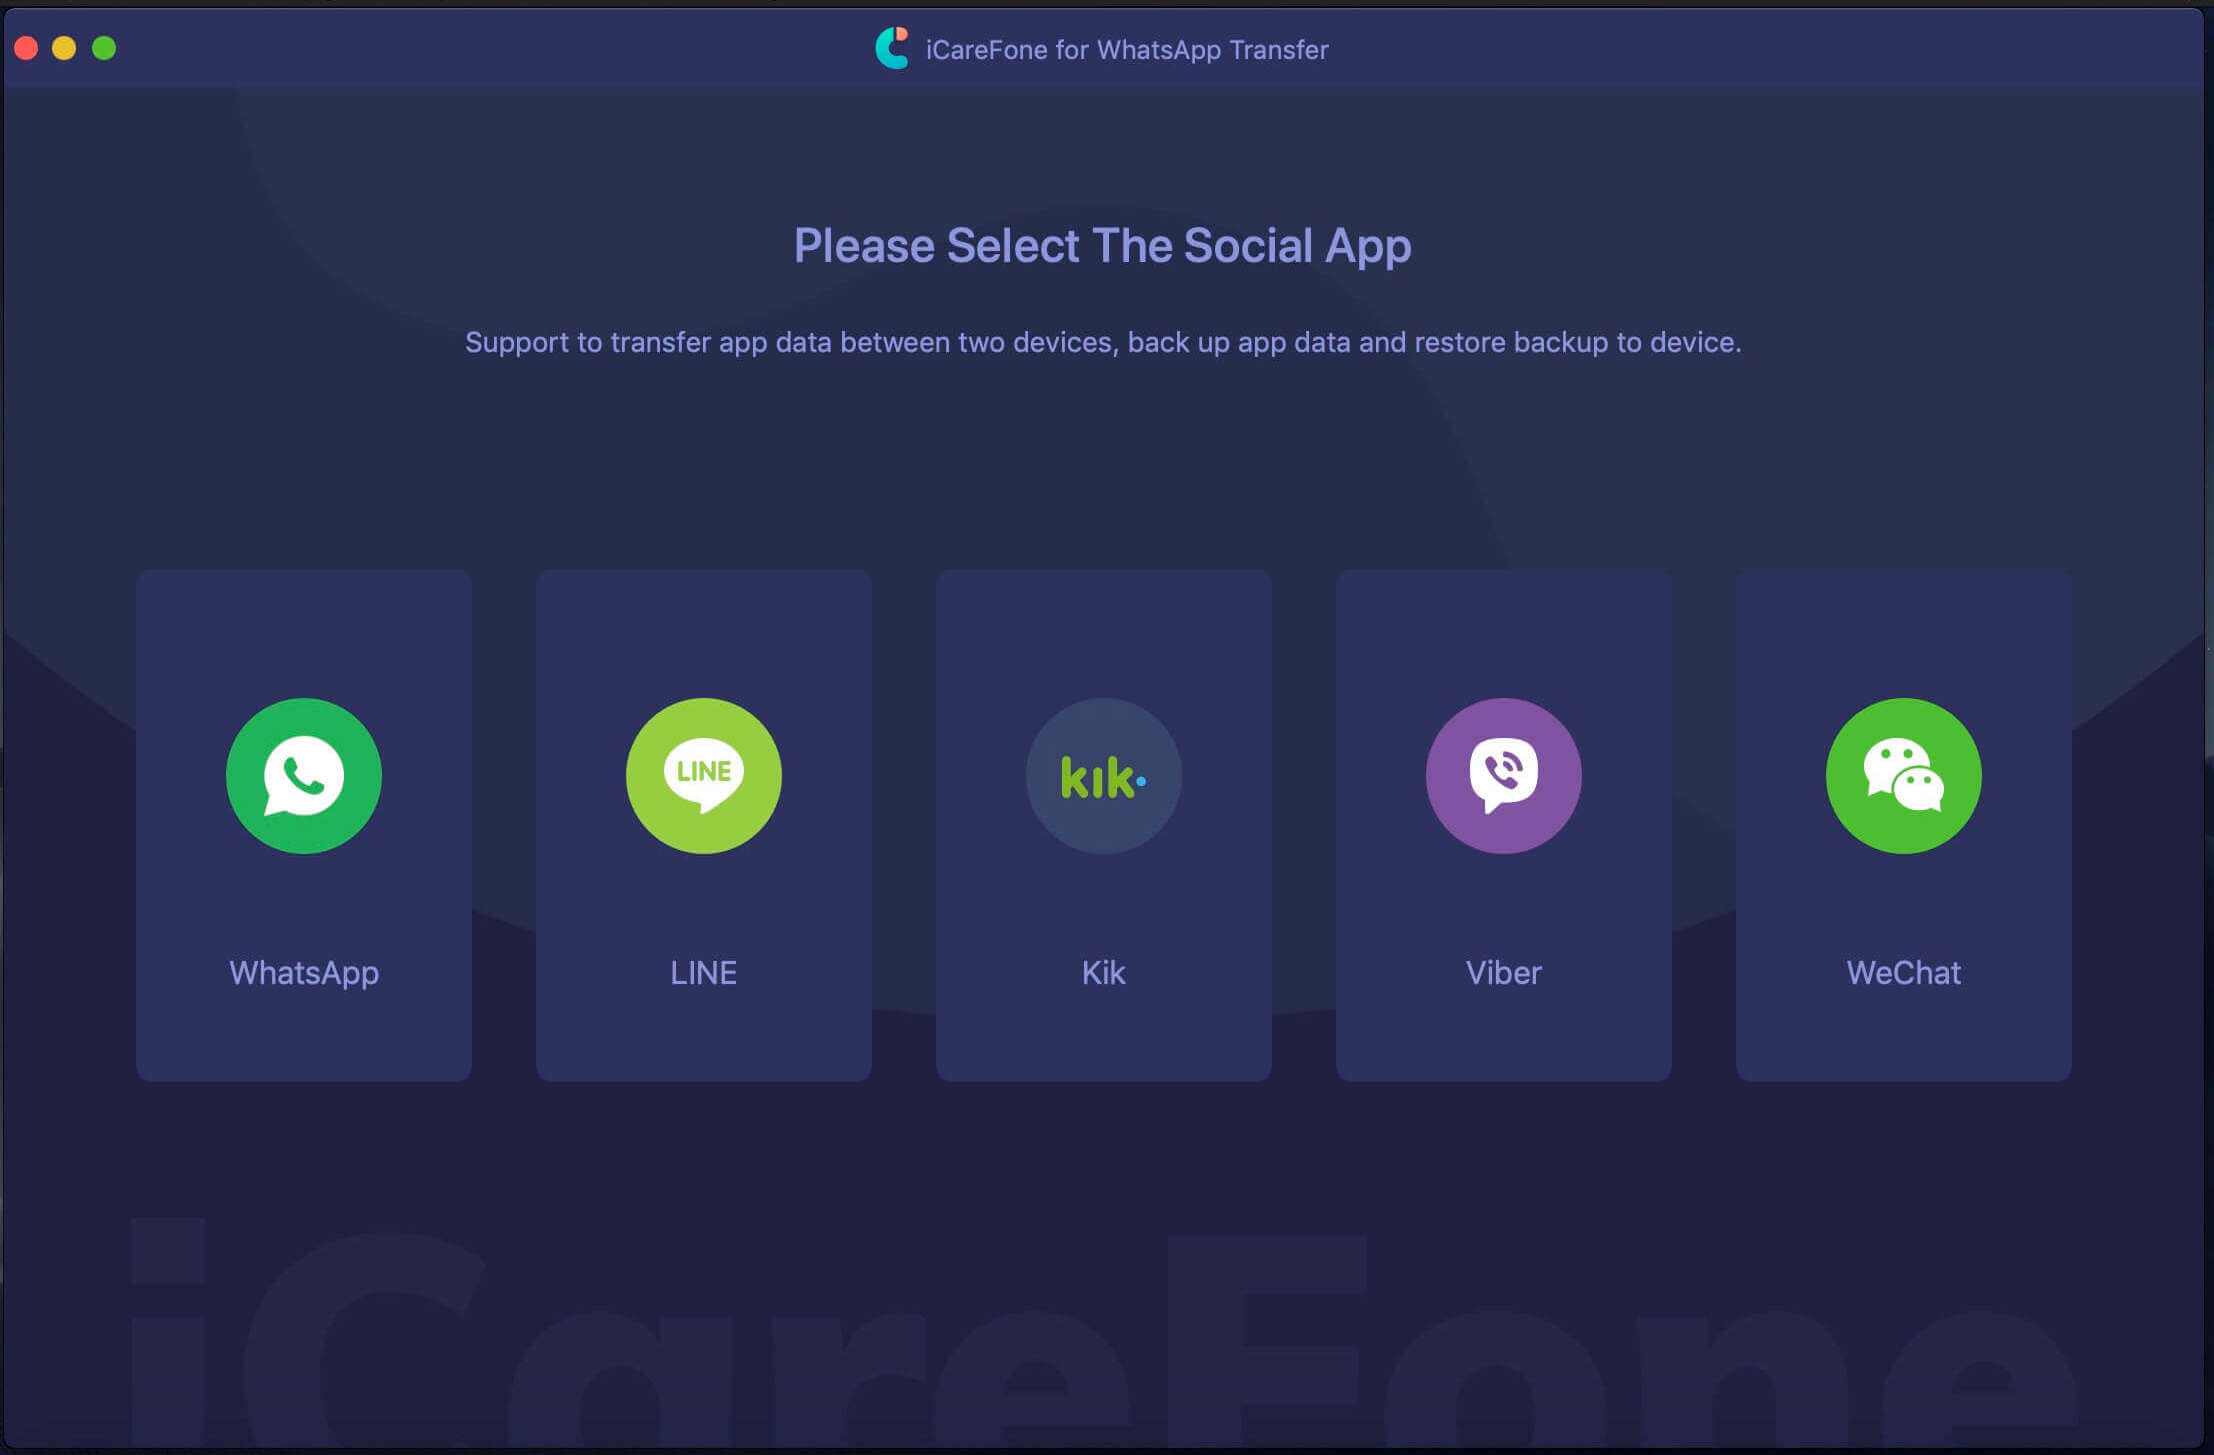 iCareFone for WhatsApp Transfer
Please Select The Social App
Support to transfer app data between two devices, back up app data and restore backup to device.
LINE
kik
WhatsApp
LINE
Kik
Viber
WeChat
iCareFone